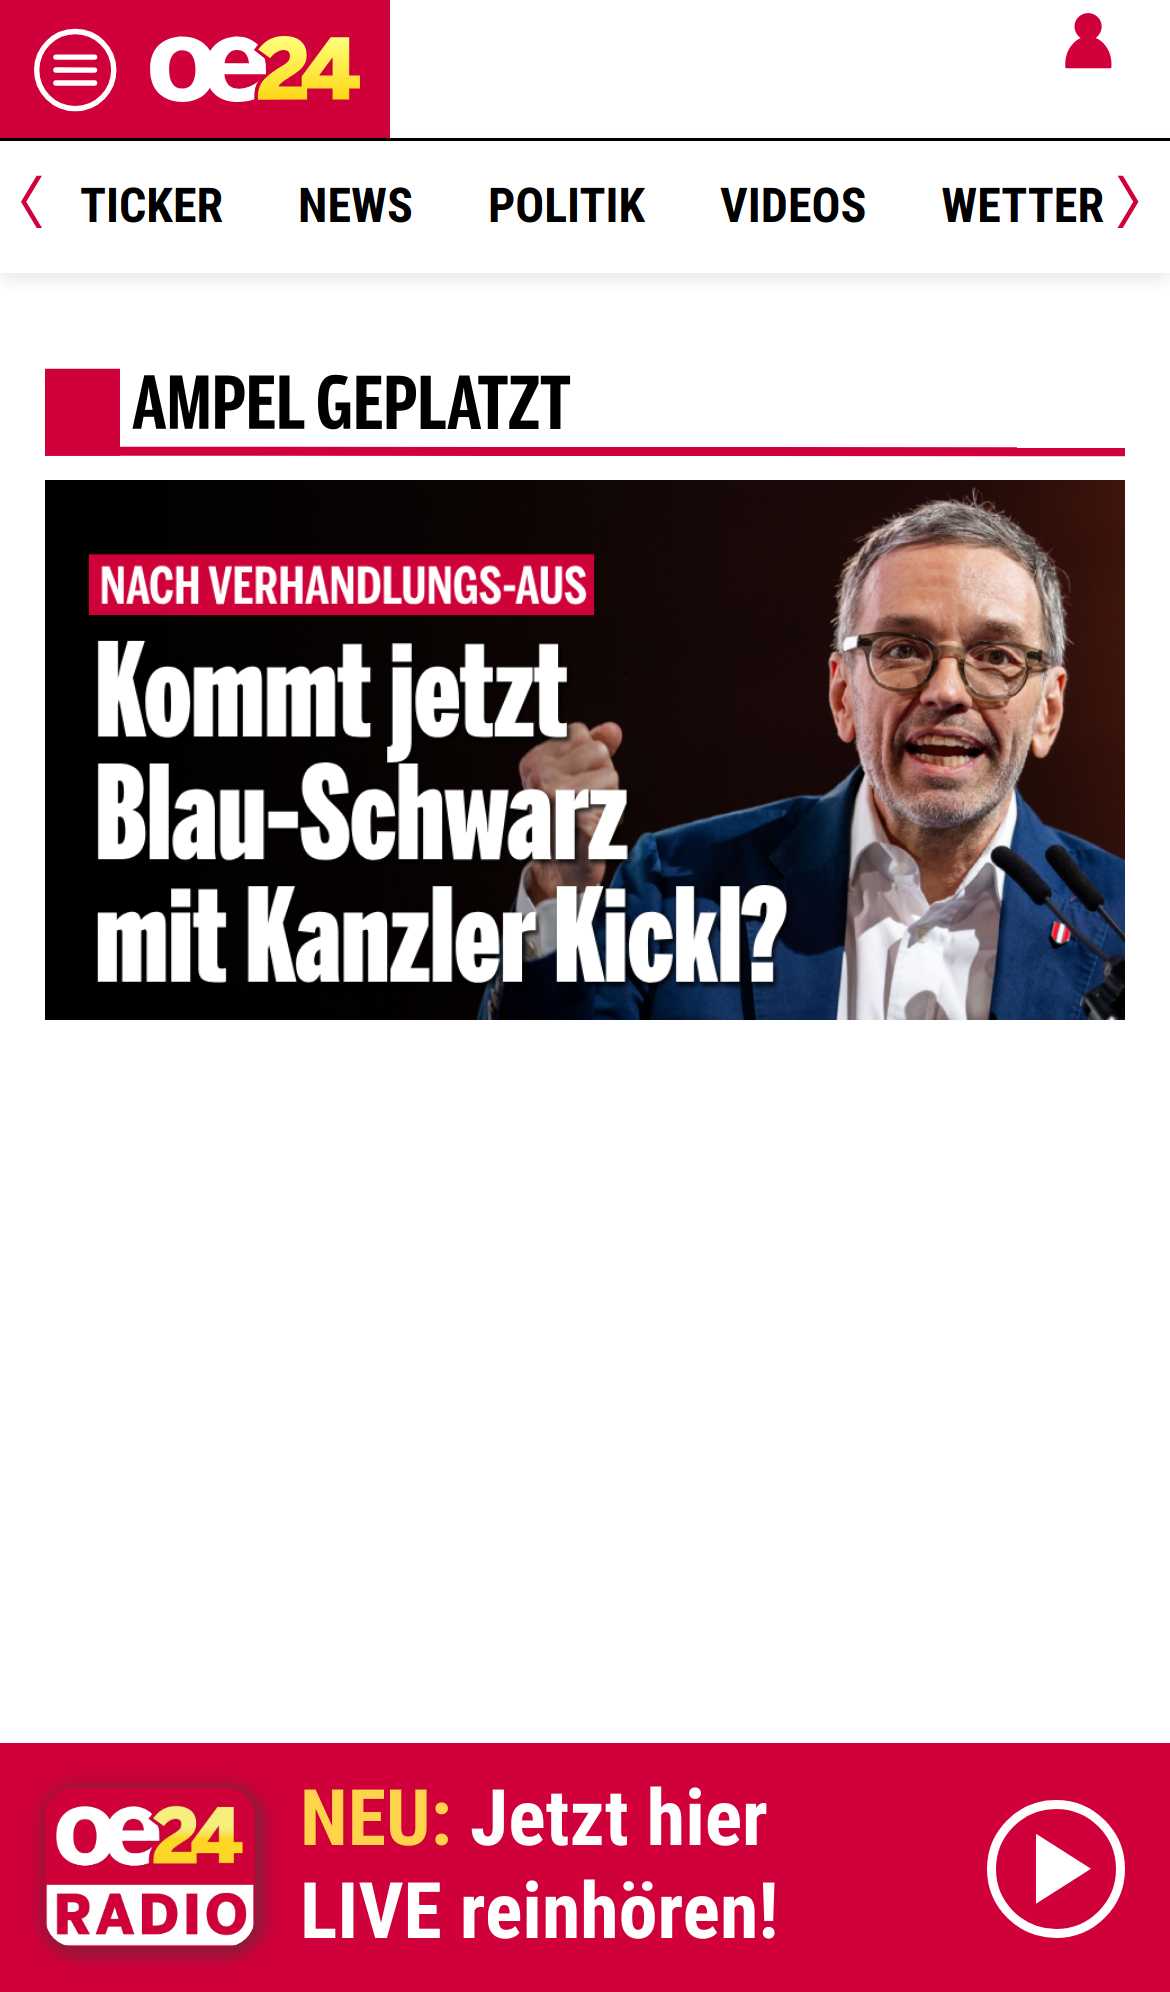 oe24
TICKER NEWS POLITIK VIDEOS WETTER
AMPEL GEPLATZT
NACH VERHANDLUNGS-AUS
Kommt jetzt
Blau-Schwarz
mit Kanzler Kickl?
oe24
RADIO
NEU: Jetzt hier
LIVE reinhören!